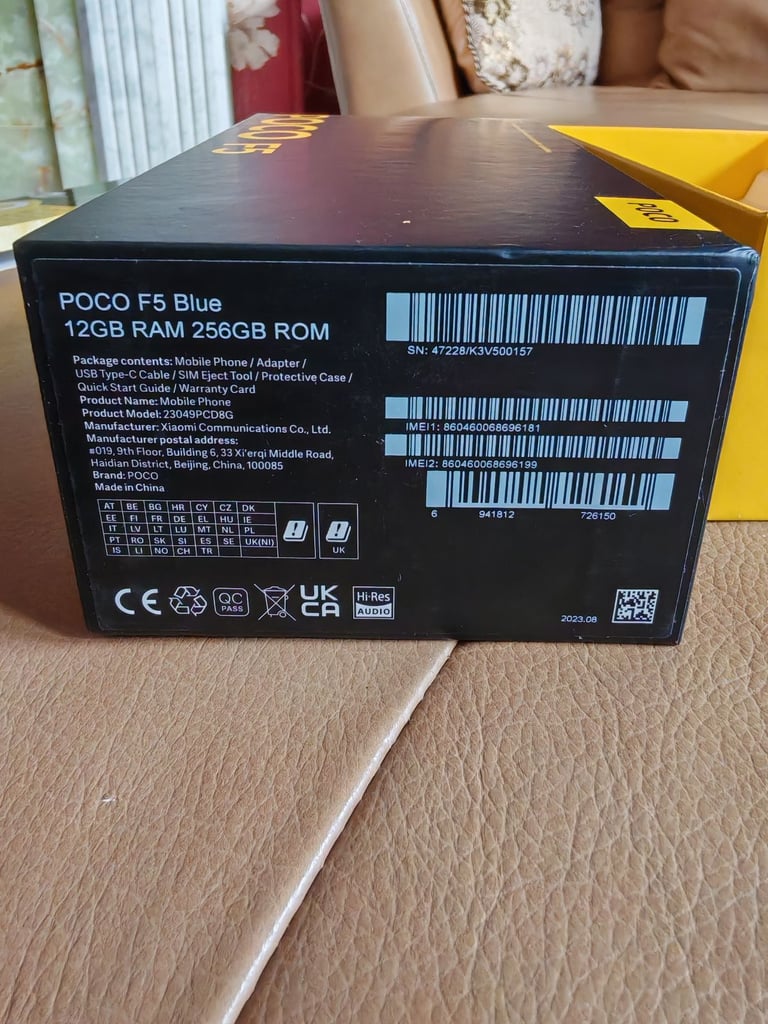 POCO F5
POCO
POCO F5 Blue
12GB RAM 256GB ROM
Package contents: Mobile Phone / Adapter /
USB Type-C Cable / SIM Eject Tool / Protective Case /
Quick Start Guide / Warranty Card
Product Name: Mobile Phone
Product Model: 23049PCD8G
Manufacturer: Xiaomi Communications Co., Ltd.
Manufacturer postal address:
#019, 9th Floor, Building 6, 33 Xi'erqi Middle Road,
Haidian District, Beijing, China, 100085
Brand: POCO
Made in China
SN: 47228/K3V500157
IMEI1: 860460068696181
IMEI2: 860460068696199
6 941812 726150
AT BE BG HR CY CZ DK
EE FI FR DE EL HU IE
IT LV LT LU MT NL PL
PT RO SK SI ES SE UK(NI)
IS LI NO CH TR
UK
CE
QC
PASS
UK
CA
Hi-Res
AUDIO
2023.08